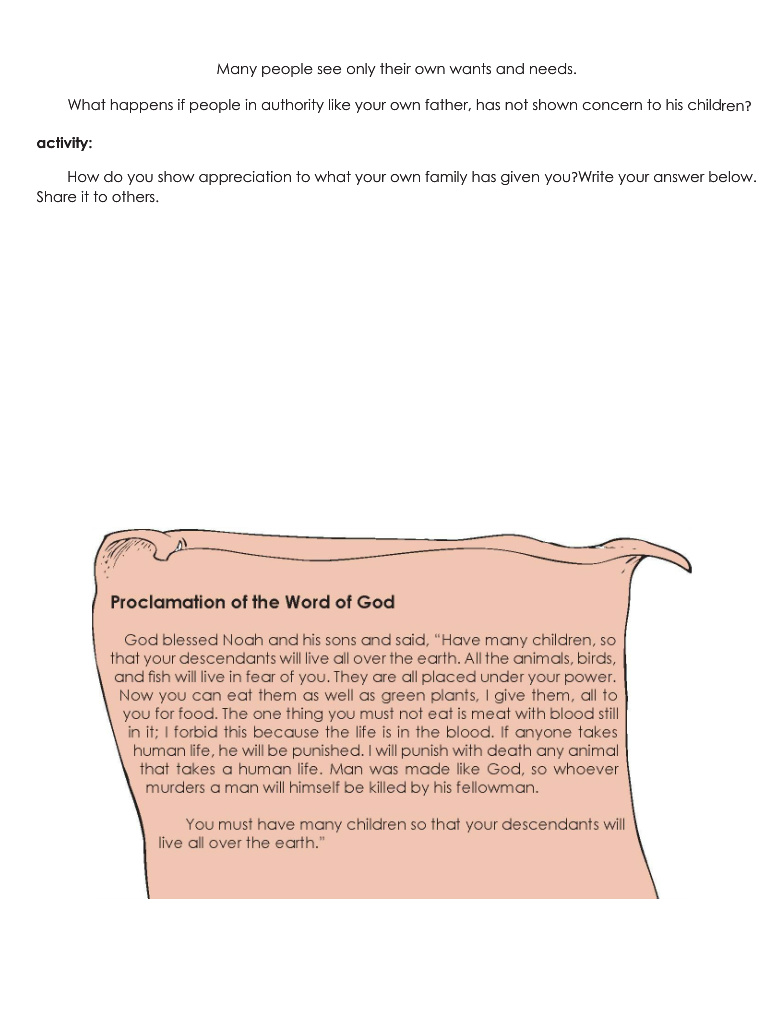 Many people see only their own wants and needs.
What happens if people in authority like your own father, has not shown concern to his children?
activity:
How do you show appreciation to what your own family has given you?Write your answer below.
Share it to others.
Proclamation of the Word of God
God blessed Noah and his sons and said, "Have many children, so
that your descendants will live all over the earth. All the animals, birds,
and fish will live in fear of you. They are all placed under your power.
Now you can eat them as well as green plants, I give them, all to
you for food. The one thing you must not eat is meat with blood still
in it; I forbid this because the life is in the blood. If anyone takes
human life, he will be punished. I will punish with death any animal
that takes a human life. Man was made like God, so whoever
murders a man will himself be killed by his fellowman.
You must have many children so that your descendants will
live all over the earth."